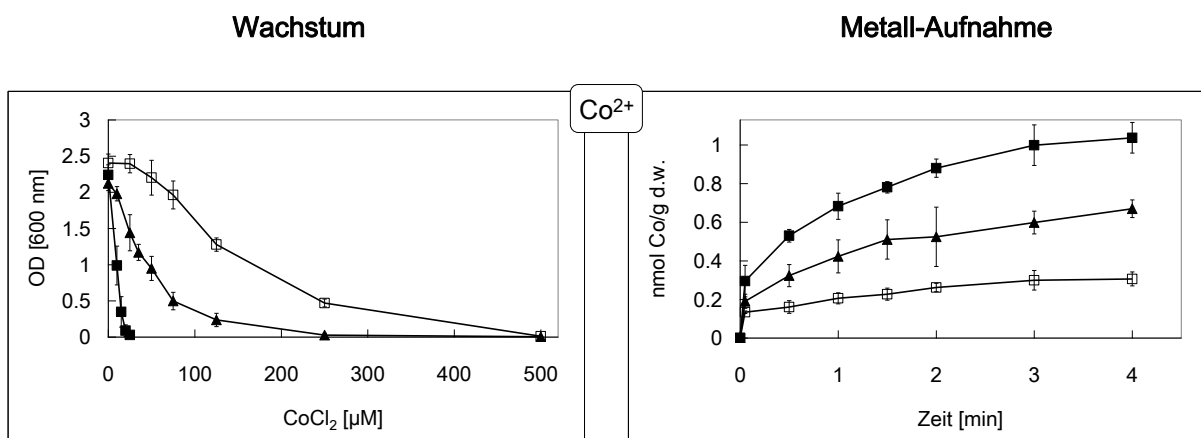 Wachstum
Metall-Aufnahme
Co2+
3
2.5
2
1.5
1
0.5
0
OD [600 nm]
0 100 200 300 400 500
CoCl2 [µM]
1
0.8
0.6
0.4
0.2
0
nmol Co/g d.w.
0 1 2 3 4
Zeit [min]